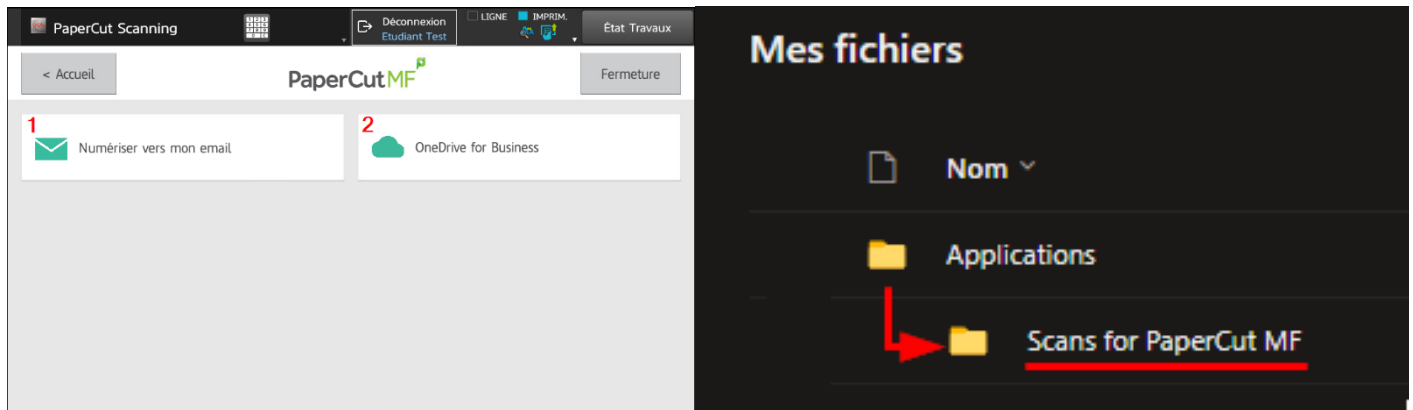 PaperCut Scanning
Déconnexion
Etudiant Test
LIGNE
IMPRIM.
État Travaux
< Accueil
PaperCut MF
Fermeture
1
Numériser vers mon email
2
OneDrive for Business
Mes fichiers
Nom
Applications
Scans for PaperCut MF